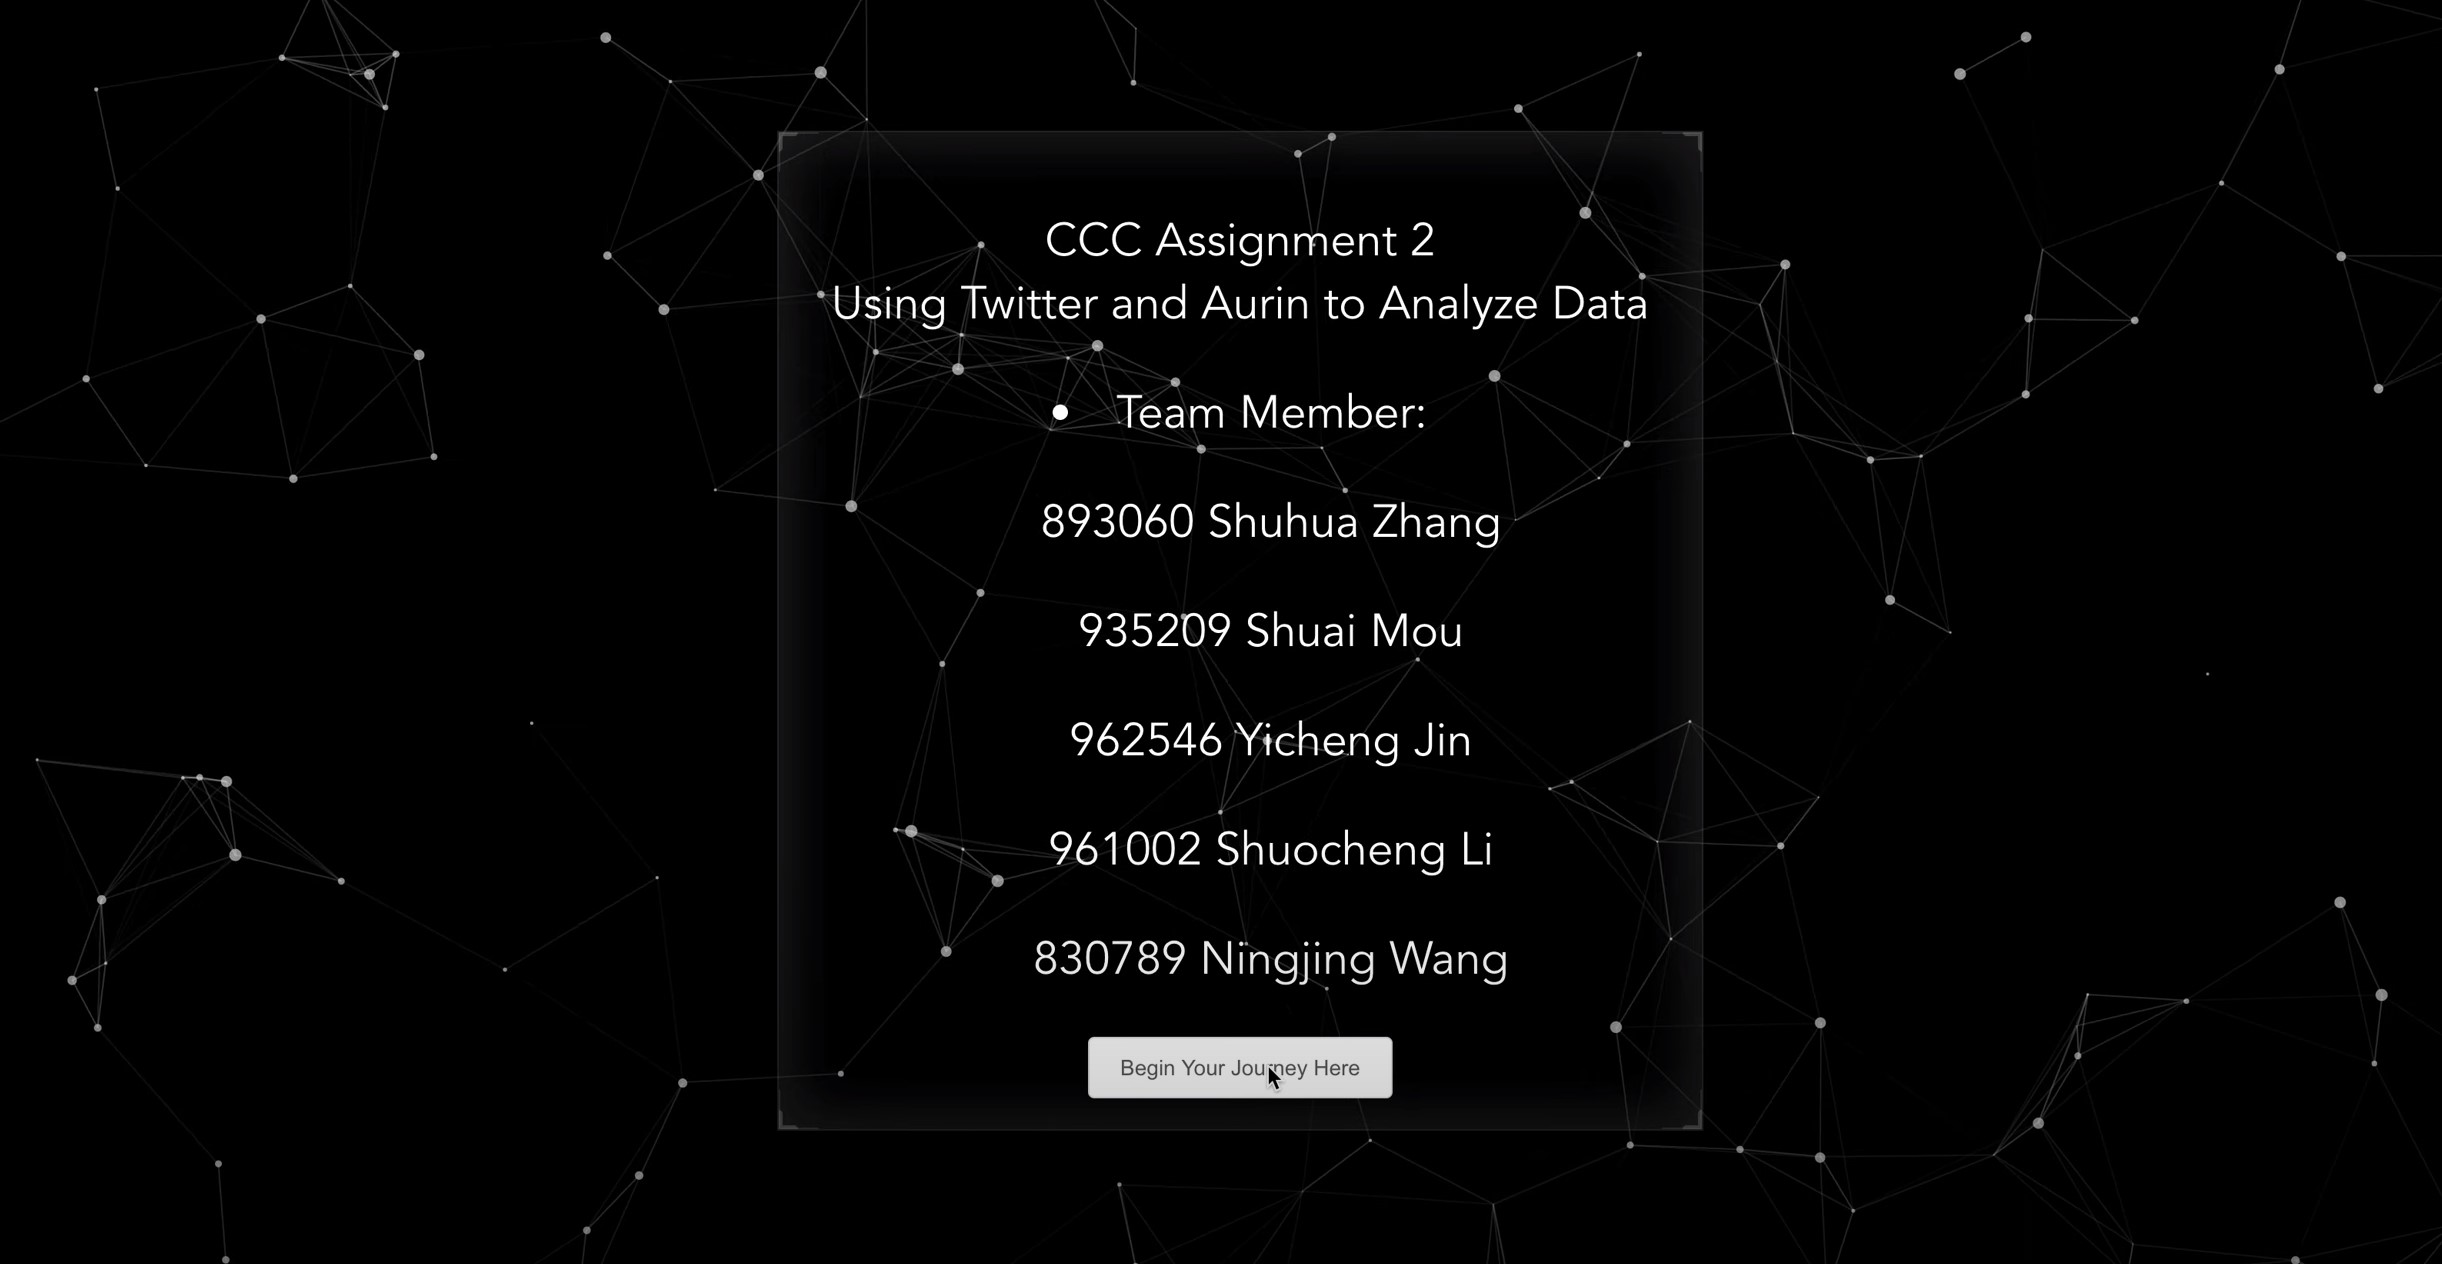 CCC Assignment 2
Using Twitter and Aurin to Analyze Data
• Team Member:
893060 Shuhua Zhang
935209 Shuai Mou
962546 Yicheng Jin
961002 Shuocheng Li
830789 Ningjing Wang
Begin Your Journey Here